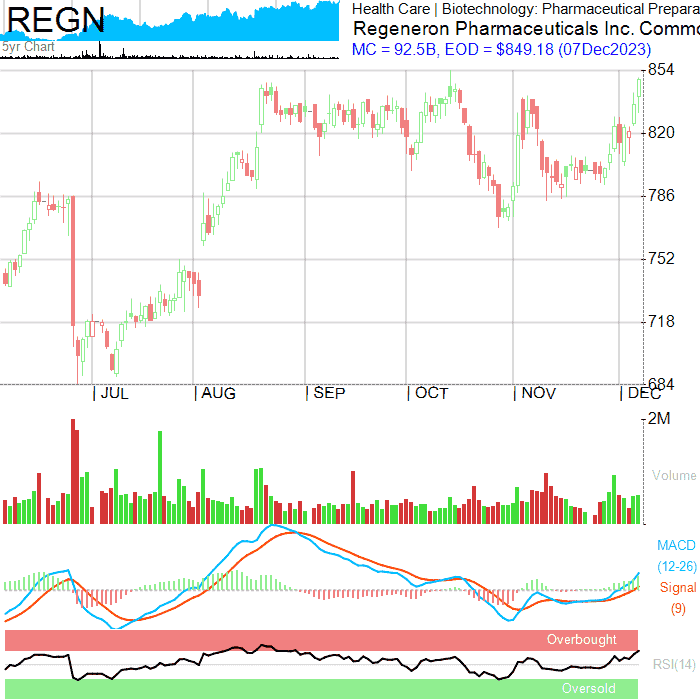 REGN
5yr Chart
Health Care | Biotechnology: Pharmaceutical Prepara
Regeneron Pharmaceuticals Inc. Commo
MC = 92.5B, EOD = $849.18 (07Dec2023)
854
820
786
752
718
684
| JUL | AUG | SEP | OCT | NOV | DEC
2M
Volume
MACD
(12-26)
Signal
(9)
Overbought
RSI(14)
Oversold